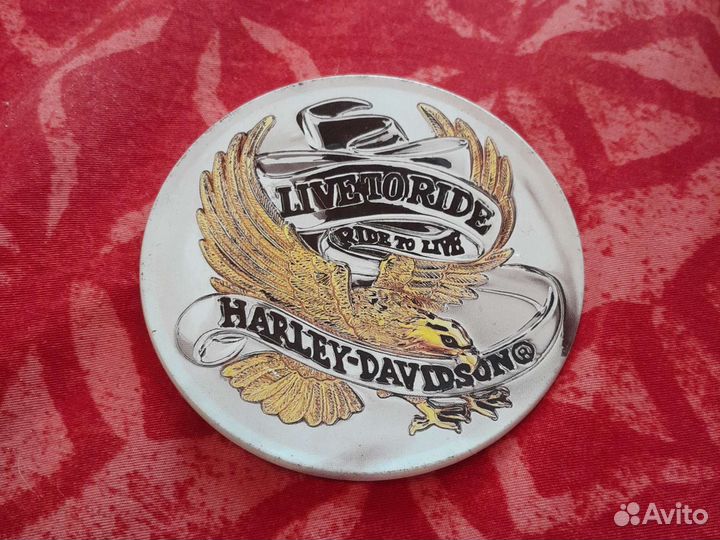 LIVE TO RIDE
RIDE TO LIVE
HARLEY-DAVIDSON®
Avito